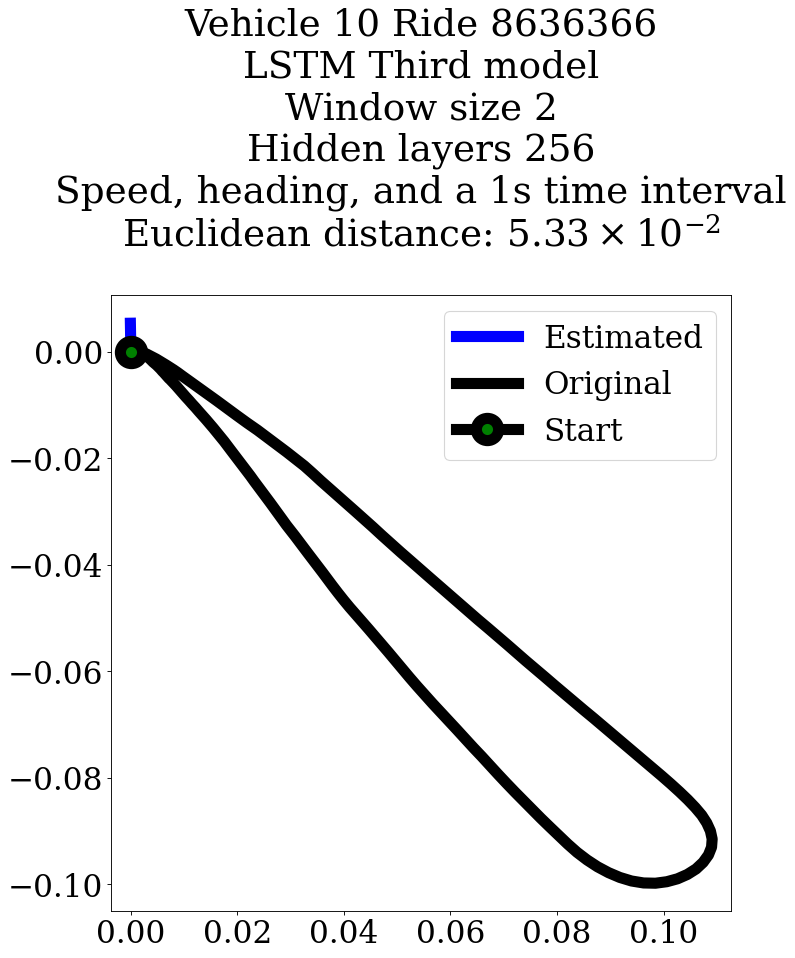 Vehicle 10 Ride 8636366
LSTM Third model
Window size 2
Hidden layers 256
Speed, heading, and a 1s time interval
Euclidean distance: 5.33 × 10⁻²
Estimated
Original
Start
0.00
−0.02
−0.04
−0.06
−0.08
−0.10
0.00 0.02 0.04 0.06 0.08 0.10